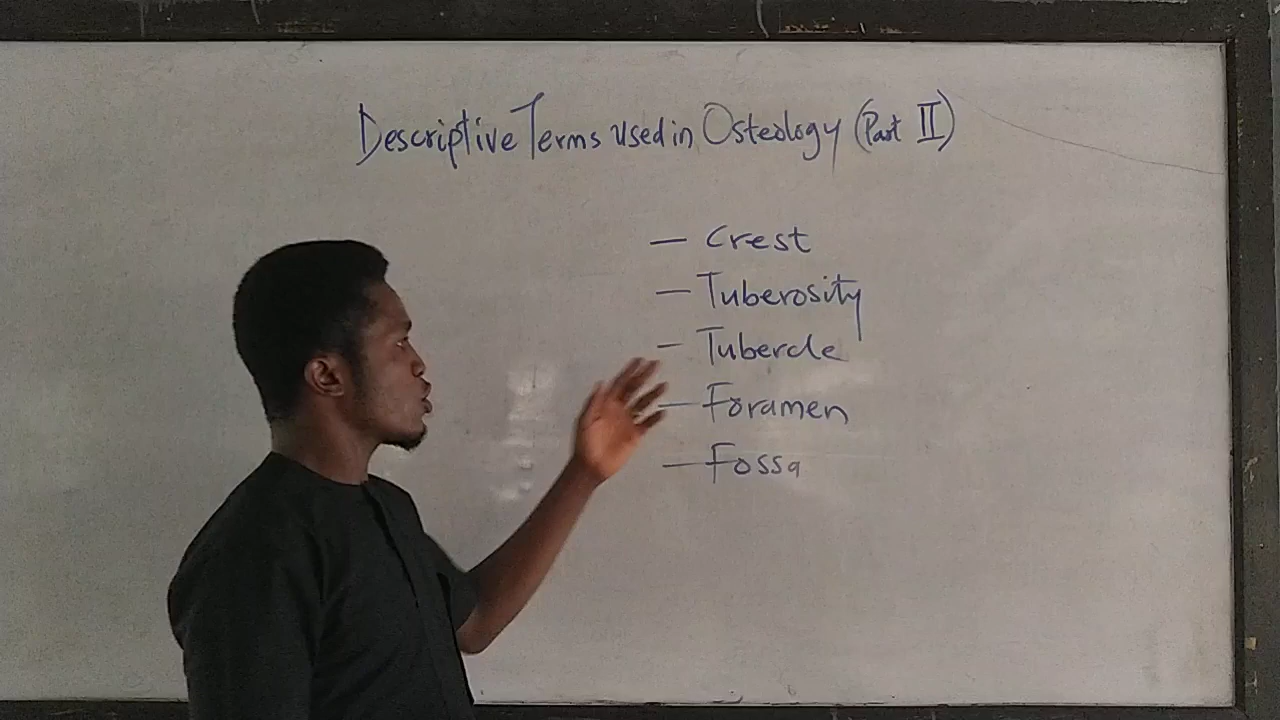 Descriptive Terms used in Osteology (Part II)
— Crest
— Tuberosity
— Tubercle
— Foramen
— Fossa